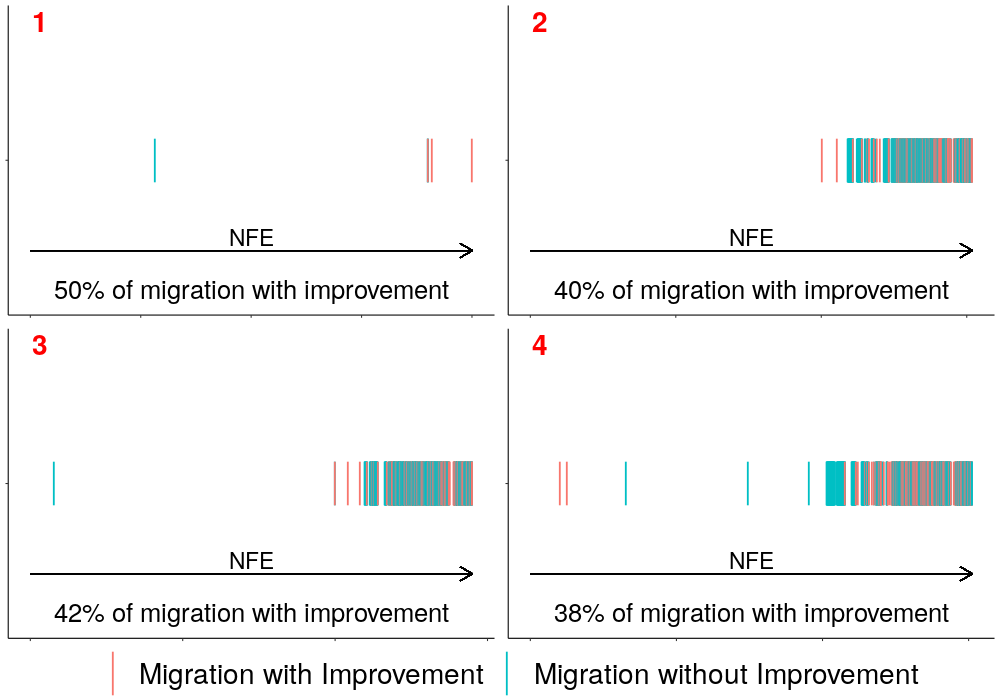 1
NFE
50% of migration with improvement
2
NFE
40% of migration with improvement
3
NFE
42% of migration with improvement
4
NFE
38% of migration with improvement
Migration with Improvement
Migration without Improvement